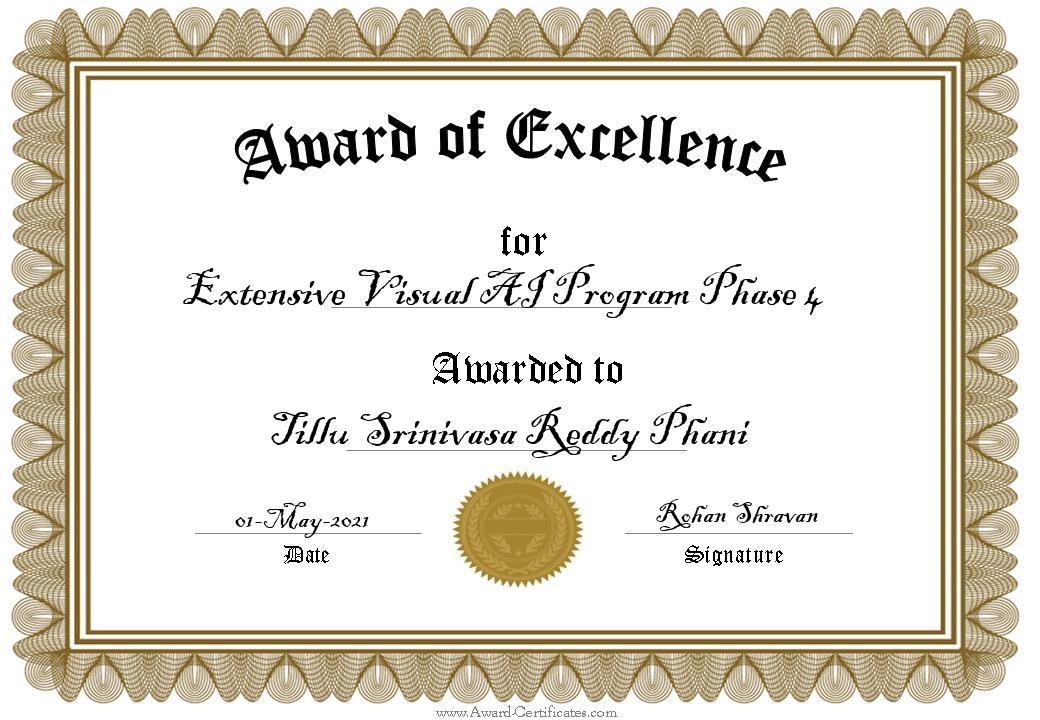 Award of Excellence
for
Extensive Visual AI Program Phase 4
Awarded to
Tillu Srinivasa Reddy Phani
01-May-2021
Rohan Shravan
Date
Signature
www.Award-Certificates.com